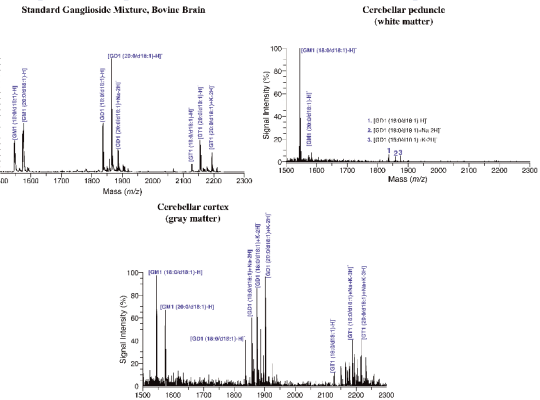 Standard Ganglioside Mixture, Bovine Brain
[GM1 (18:0/d18:1)-H]-
[GM1 (20:0/d18:1)-H]-
[GD1 (18:0/d18:1)-H]-
[GD1 (20:0/d18:1)-H]-
[GD1 (20:0/d18:1)+Na-2H]-
[GT1 (18:0/d18:1)-H]-
[GT1 (20:0/d18:1)-H]-
1600 1700 1800 1900 2000 2100 2200 2300
Mass (m/z)
Cerebellar peduncle
(white matter)
Signal Intensity (%)
100
80
60
40
20
0
[GM1 (18:0/d18:1)-H]-
[GM1 (20:0/d18:1)-H]-
1. [GD1 (18:0/d18:1)-H]-
2. [GD1 (18:0/d18:1)+Na-2H]-
3. [GD1 (18:0/d18:1)+K-2H]-
1 2 3
1500 1600 1700 1800 1900 2000 2100 2200 2300
Mass (m/z)
Cerebellar cortex
(gray matter)
Signal Intensity (%)
100
80
60
40
20
0
[GM1 (18:0/d18:1)-H]-
[GM1 (20:0/d18:1)-H]-
[GD1 (18:0/d18:1)-H]-
[GD1 (18:0/d18:1)+Na-2H]-
[GD1 (18:0/d18:1)+K-2H]-
[GD1 (20:0/d18:1)+K-2H]-
[GT1 (18:0/d18:1)-H]-
[GT1 (18:0/d18:1)+Na+K-3H]-
[GT1 (20:0/d18:1)+Na+K-3H]-
1500 1600 1700 1800 1900 2000 2100 2200 2300